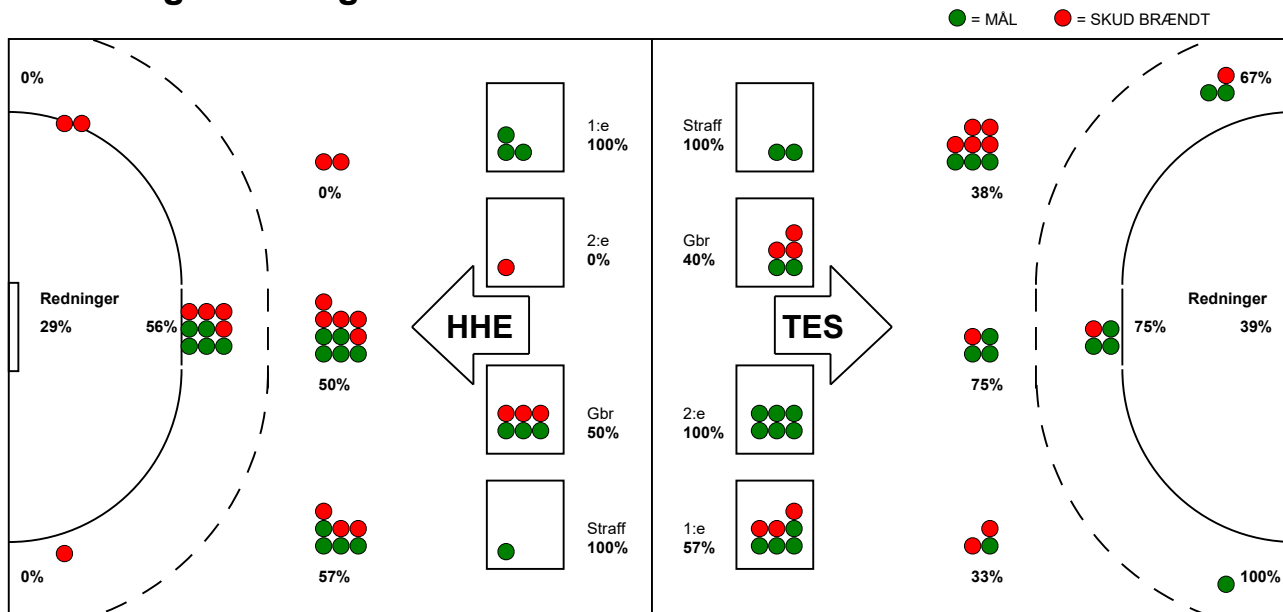 = MÅL = SKUD BRÆNDT
0%
67%
1:e
100%
Straff
100%
0%
38%
2:e
0%
Gbr
40%
Redninger
29%
56%
HHE
TES
75%
Redninger
39%
50%
75%
Gbr
50%
2:e
100%
Straff
100%
1:e
57%
0%
57%
33%
100%